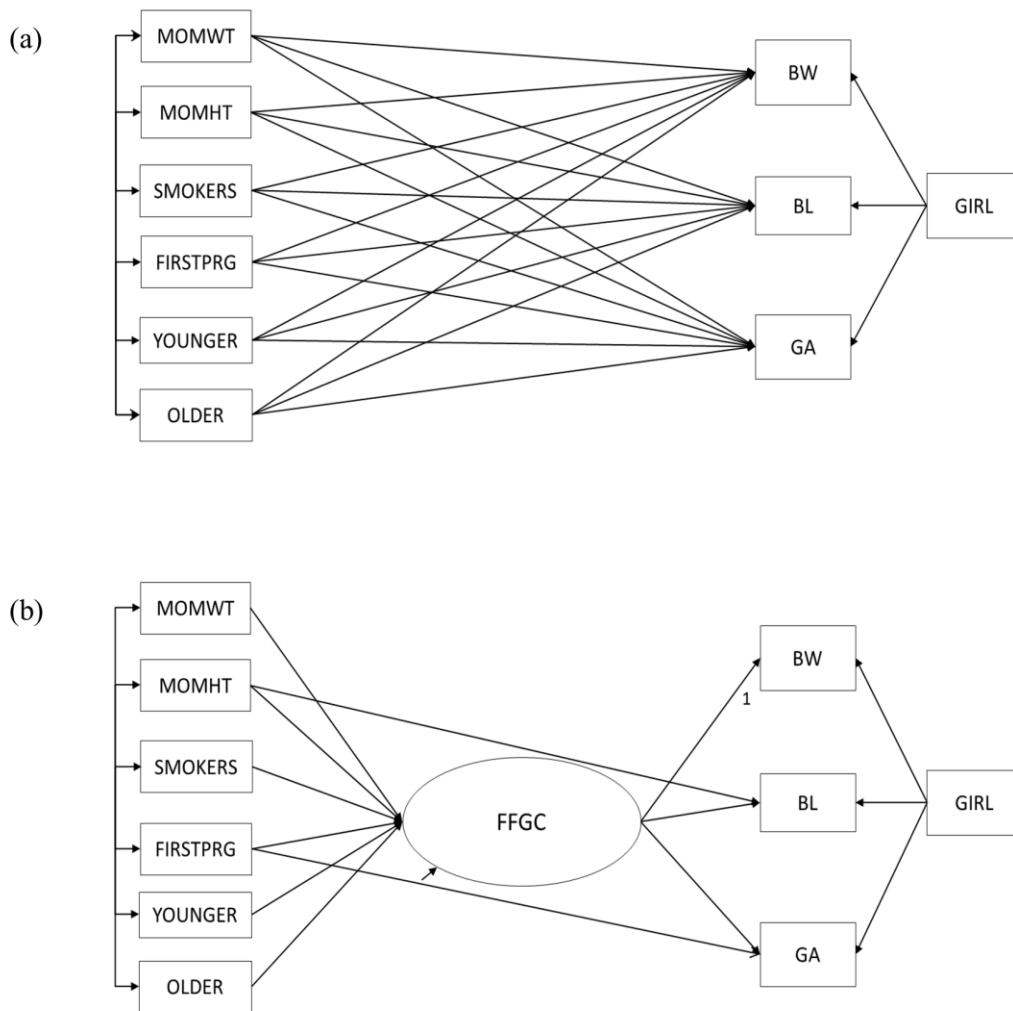 (a)
MOMWT
MOMHT
SMOKERS
FIRSTPRG
YOUNGER
OLDER
BW
BL
GA
GIRL
(b)
MOMWT
MOMHT
SMOKERS
FIRSTPRG
YOUNGER
OLDER
FFGC
1
BW
BL
GA
GIRL